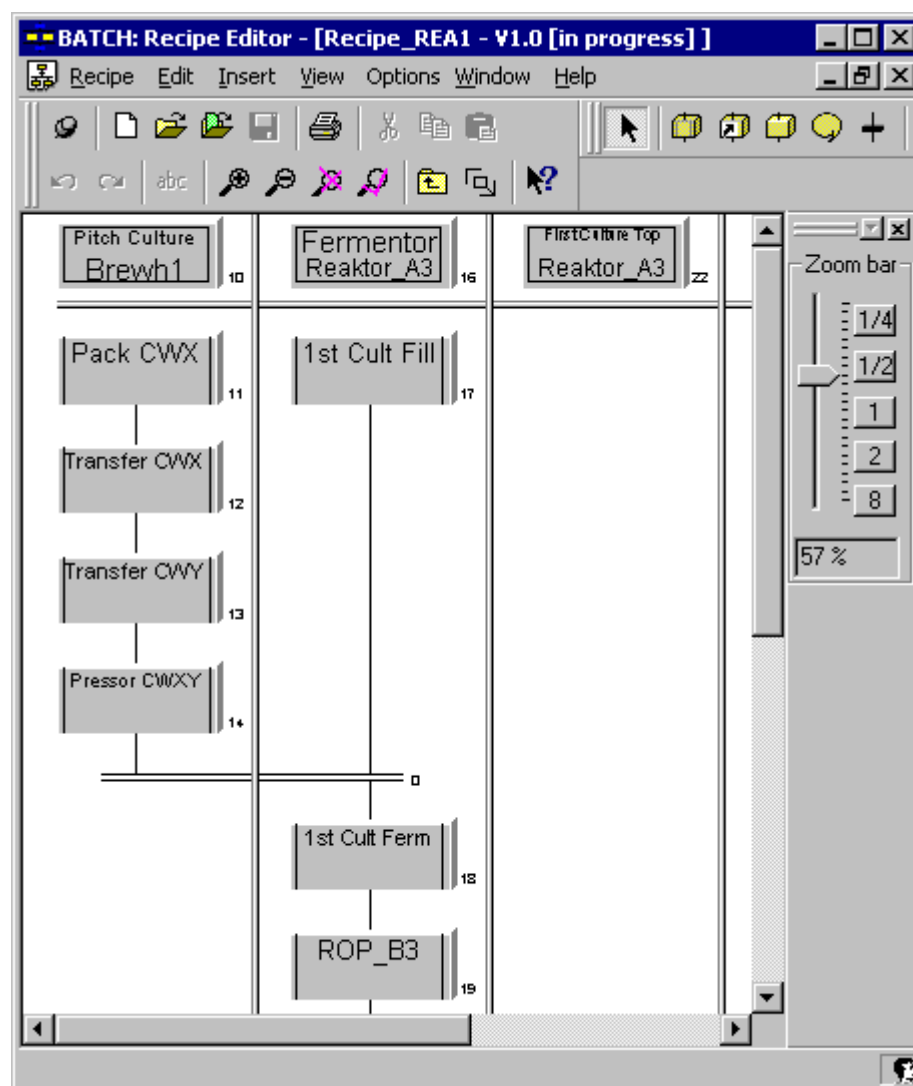 BATCH: Recipe Editor - [Recipe_REA1 - V1.0 [in progress] ]
Recipe Edit Insert View Options Window Help
abc
Pitch Culture
Brewh1
10
Fermentor
Reaktor_A3
16
First Culture Top
Reaktor_A3
22
Zoom bar
1/4
1/2
1
2
8
57 %
Pack CWX
11
1st Cult Fill
17
Transfer CWX
12
Transfer CWY
13
Pressor CWXY
14
1st Cult Ferm
18
ROP_B3
19